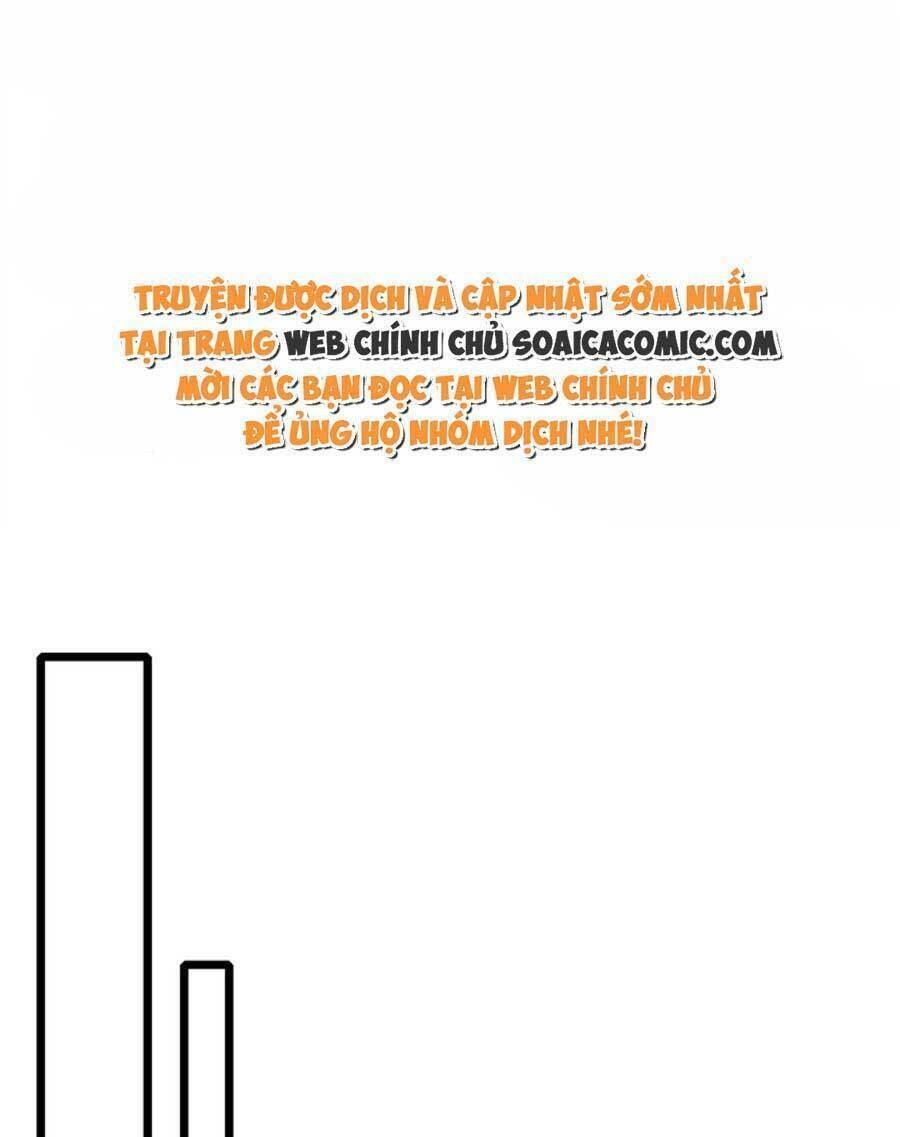 TRUYỆN ĐƯỢC DỊCH VÀ CẬP NHẬT SỚM NHẤT
TẠI TRANG WEB CHÍNH CHỦ SOAICACOMIC.COM
MỜI CÁC BẠN ĐỌC TẠI WEB CHÍNH CHỦ
ĐỂ ỦNG HỘ NHÓM DỊCH NHÉ!